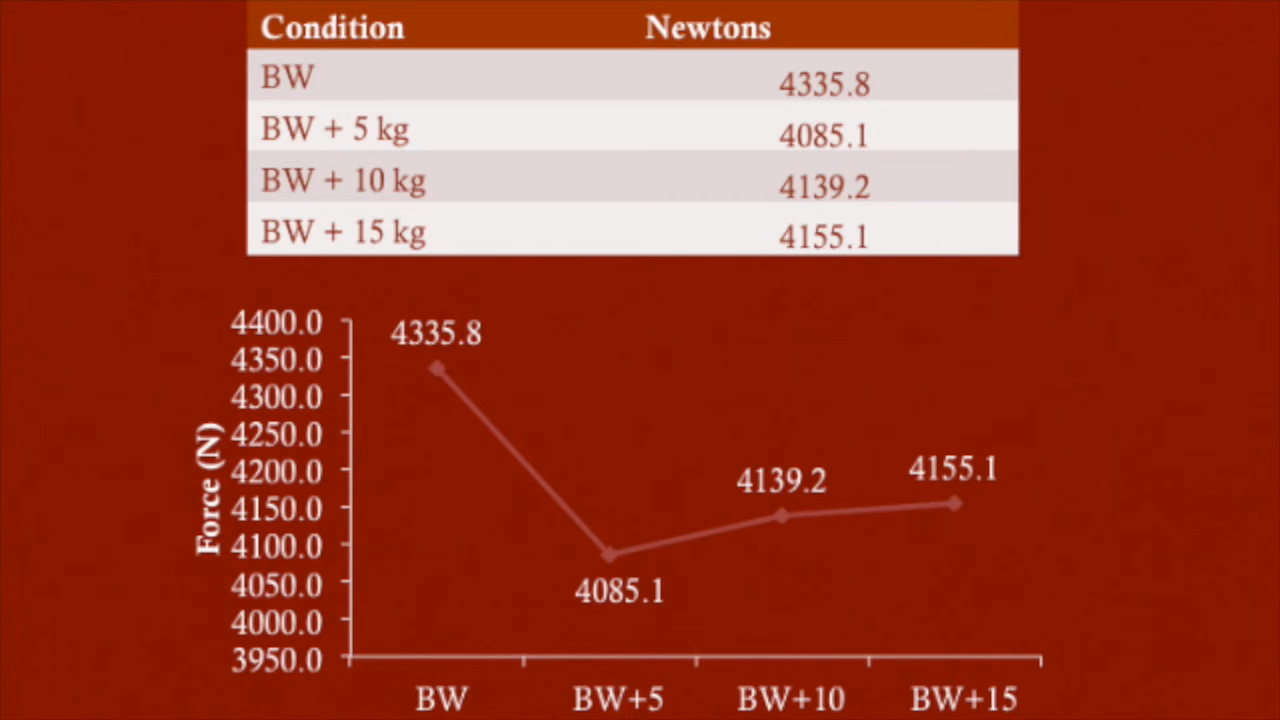 Condition Newtons
BW 4335.8
BW + 5 kg 4085.1
BW + 10 kg 4139.2
BW + 15 kg 4155.1
4400.0
4350.0
4300.0
4250.0
4200.0
4150.0
4100.0
4050.0
4000.0
3950.0
Force (N)
4335.8
4085.1
4139.2
4155.1
BW BW+5 BW+10 BW+15